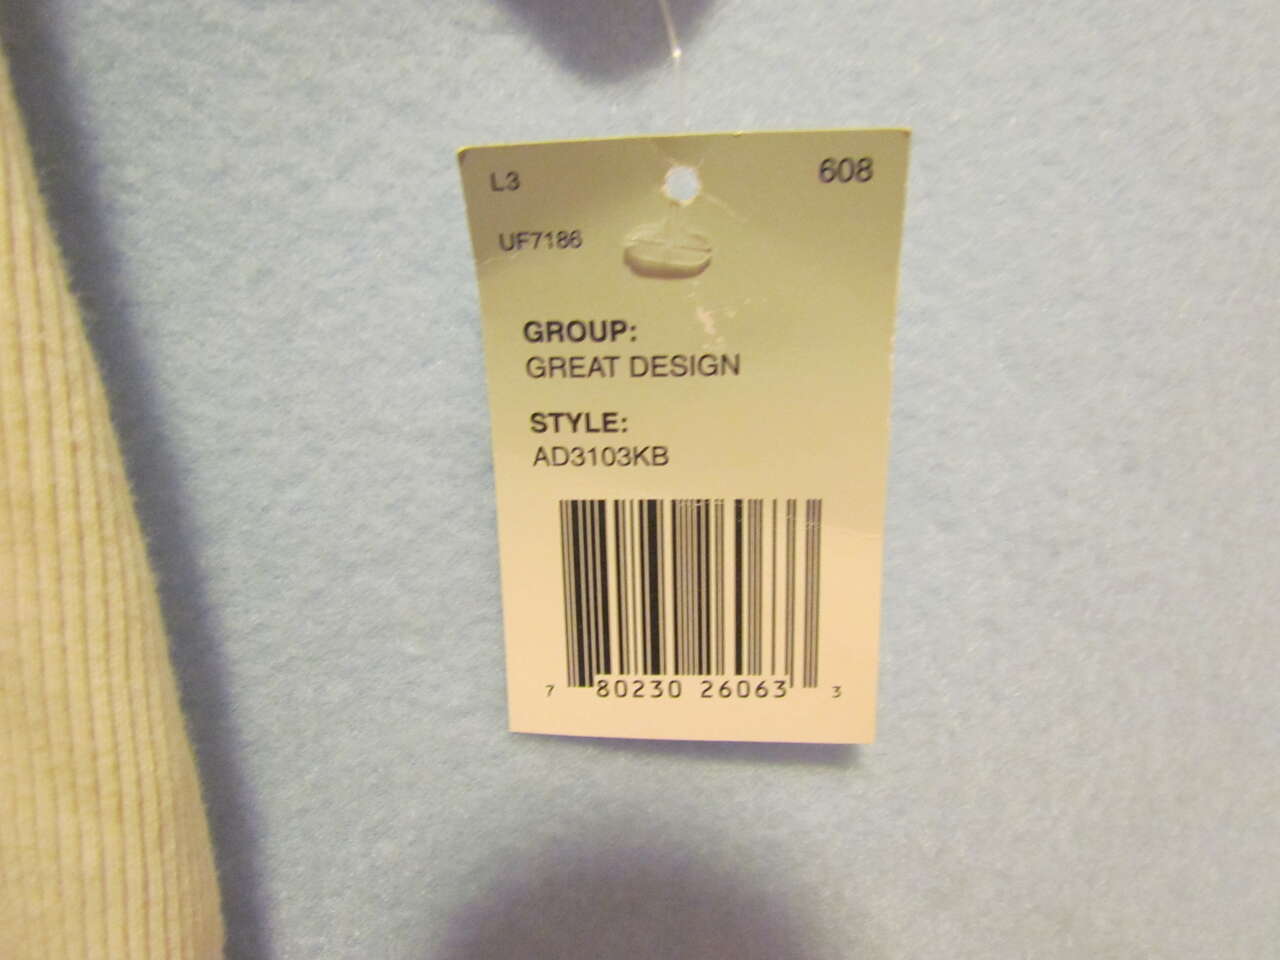 L3 608
UF7186
GROUP:
GREAT DESIGN
STYLE:
AD3103KB
7 80230 26063 3